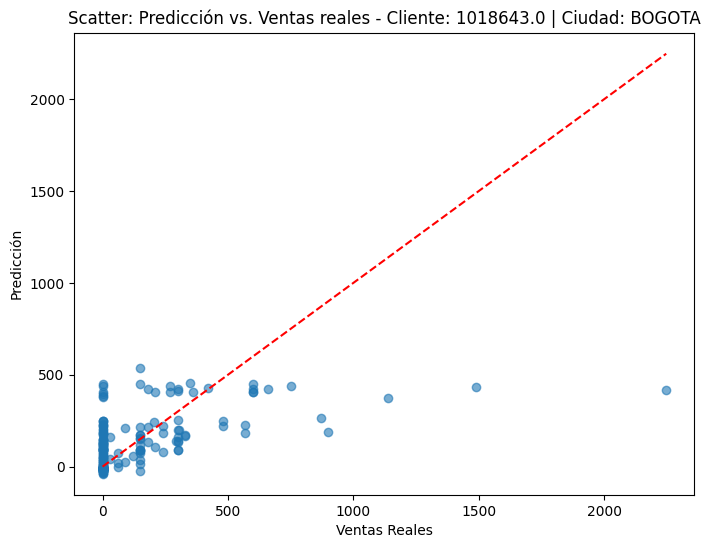 Scatter: Predicción vs. Ventas reales - Cliente: 1018643.0 | Ciudad: BOGOTA
2000
1500
1000
500
0
Predicción
0 500 1000 1500 2000
Ventas Reales